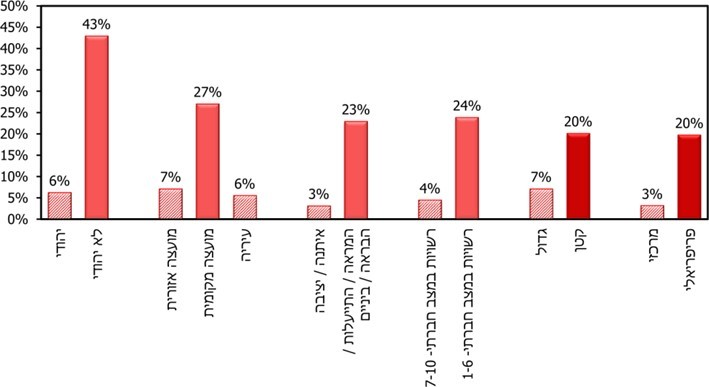 50%
45%
40%
35%
30%
25%
20%
15%
10%
5%
0%
6%
43%
7%
27%
6%
3%
23%
4%
24%
7%
20%
3%
20%
יהודי
לא יהודי
מועצה אזורית
מועצה מקומית
עיריה
איתנה / יציבה
המראה / התייעלות /
הבראה / ביניים
רשויות במצב חברתי- 7-10
רשויות במצב חברתי- 1-6
גדול
קטן
מרכזי
פריפריאלי